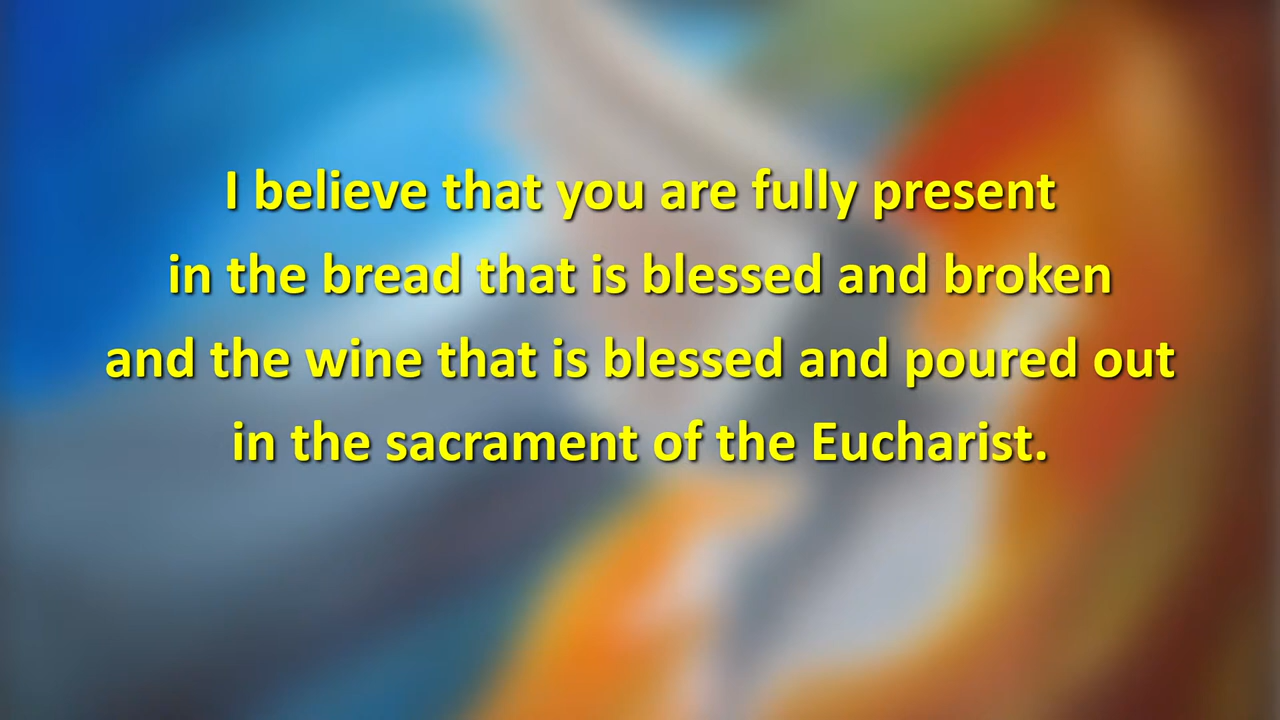 I believe that you are fully present
in the bread that is blessed and broken
and the wine that is blessed and poured out
in the sacrament of the Eucharist.